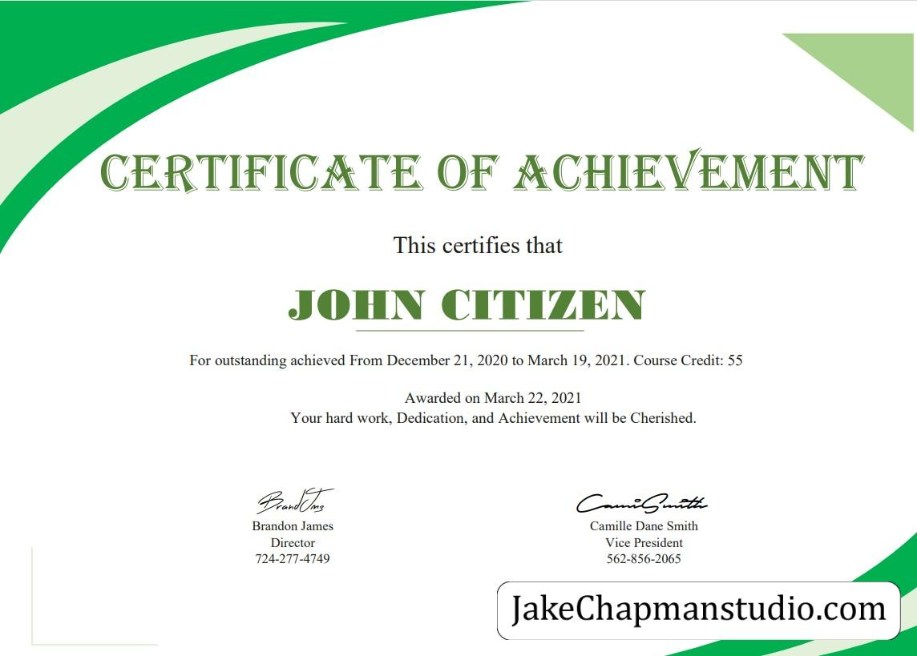 CERTIFICATE OF ACHIEVEMENT
This certifies that
JOHN CITIZEN
For outstanding achieved From December 21, 2020 to March 19, 2021. Course Credit: 55
Awarded on March 22, 2021
Your hard work, Dedication, and Achievement will be Cherished.
Brandon James
Director
724-277-4749
CamiSmith
Camille Dane Smith
Vice President
562-856-2065
JakeChapmanstudio.com